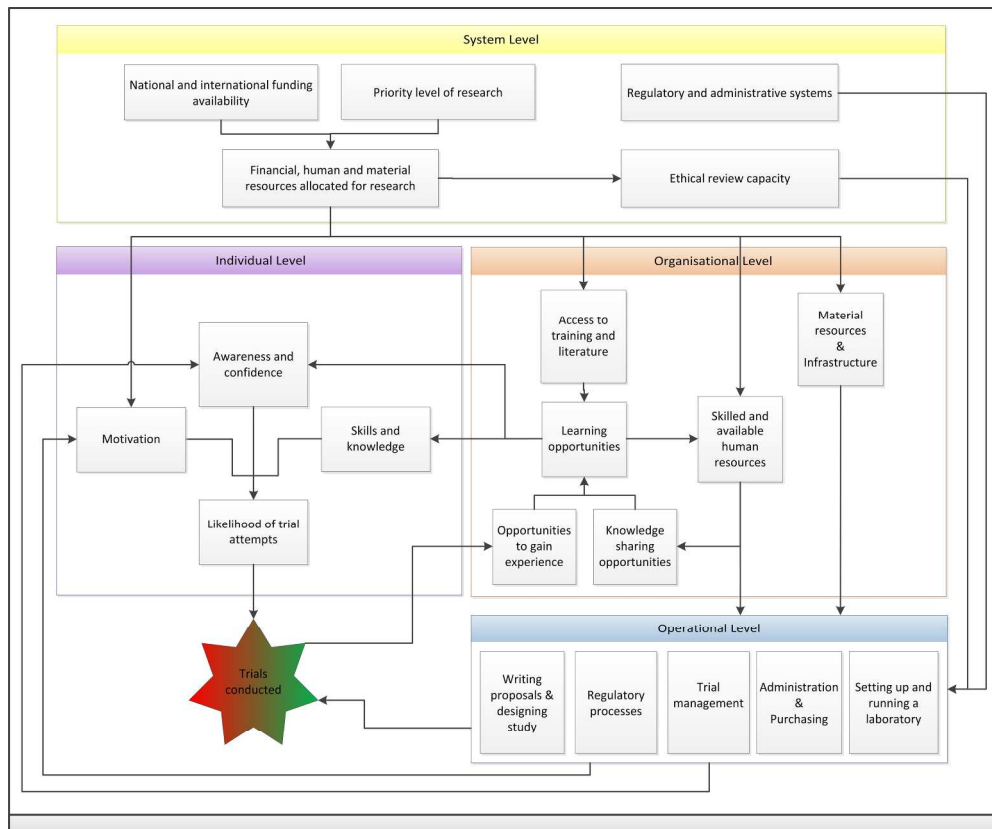 System Level
National and international funding
availability
Priority level of research
Regulatory and administrative systems
Financial, human and material
resources allocated for research
Ethical review capacity
Individual Level
Organisational Level
Awareness and
confidence
Motivation
Skills and
knowledge
Likelihood of trial
attempts
Access to
training and
literature
Material
resources
&
Infrastructure
Learning
opportunities
Skilled and
available
human
resources
Opportunities
to gain
experience
Knowledge
sharing
opportunities
Trials
conducted
Operational Level
Writing
proposals &
designing
study
Regulatory
processes
Trial
management
Administration
&
Purchasing
Setting up and
running a
laboratory